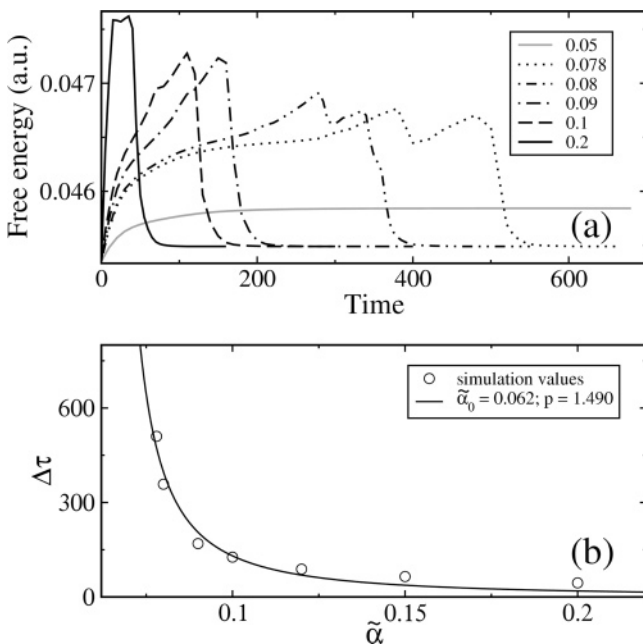 0.047
0.046
Free energy (a.u.)
0.05
0.078
0.08
0.09
0.1
0.2
(a)
0 200 400 600
Time
600
300
0
Δτ
simulation values
α̃₀ = 0.062; p = 1.490
(b)
0.1 0.15 0.2
α̃